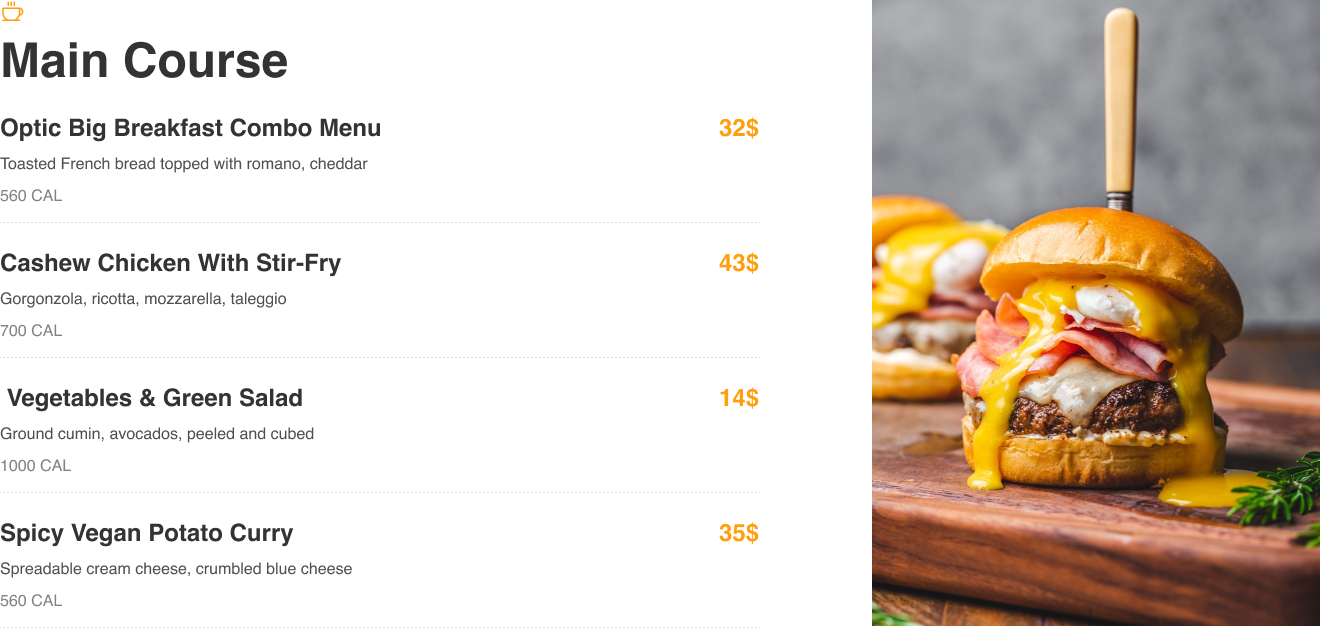 Main Course
Optic Big Breakfast Combo Menu 32$
Toasted French bread topped with romano, cheddar
560 CAL
Cashew Chicken With Stir-Fry 43$
Gorgonzola, ricotta, mozzarella, taleggio
700 CAL
Vegetables & Green Salad 14$
Ground cumin, avocados, peeled and cubed
1000 CAL
Spicy Vegan Potato Curry 35$
Spreadable cream cheese, crumbled blue cheese
560 CAL